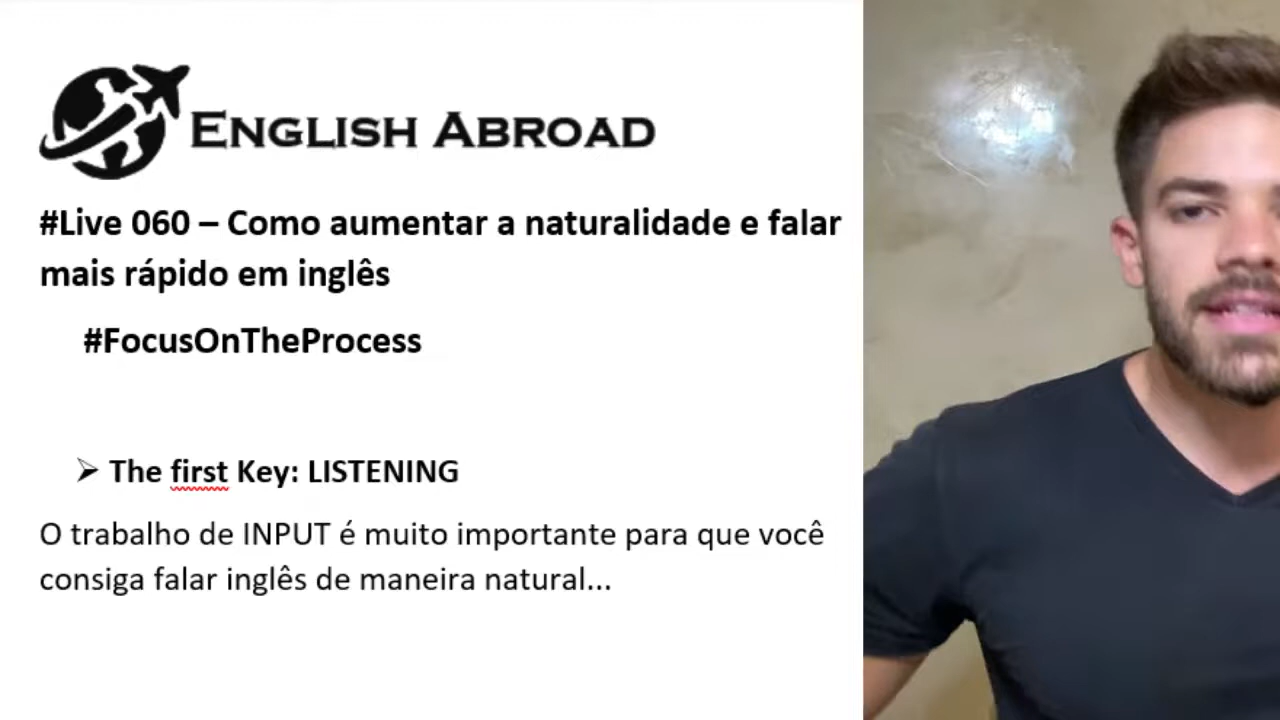 ENGLISH ABROAD
#Live 060 – Como aumentar a naturalidade e falar
mais rápido em inglês
#FocusOnTheProcess
➢ The first Key: LISTENING
O trabalho de INPUT é muito importante para que você
consiga falar inglês de maneira natural...